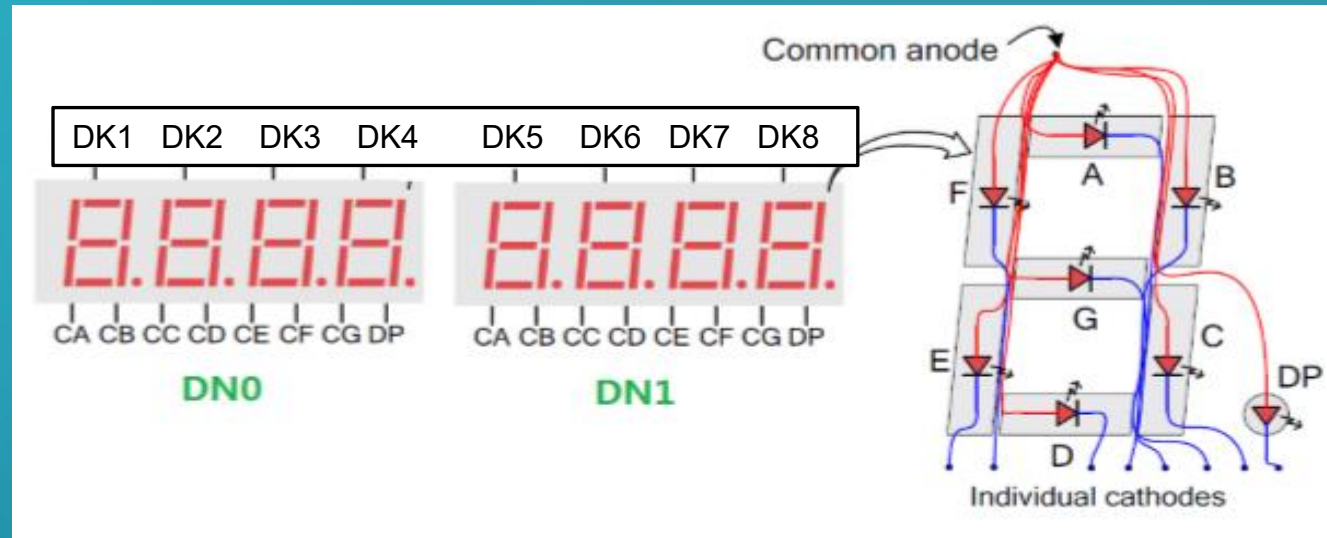 Common anode
DK1 DK2 DK3 DK4 DK5 DK6 DK7 DK8
A
F
B
G
E
C
DP
D
CA CB CC CD CE CF CG DP
CA CB CC CD CE CF CG DP
DN0
DN1
Individual cathodes